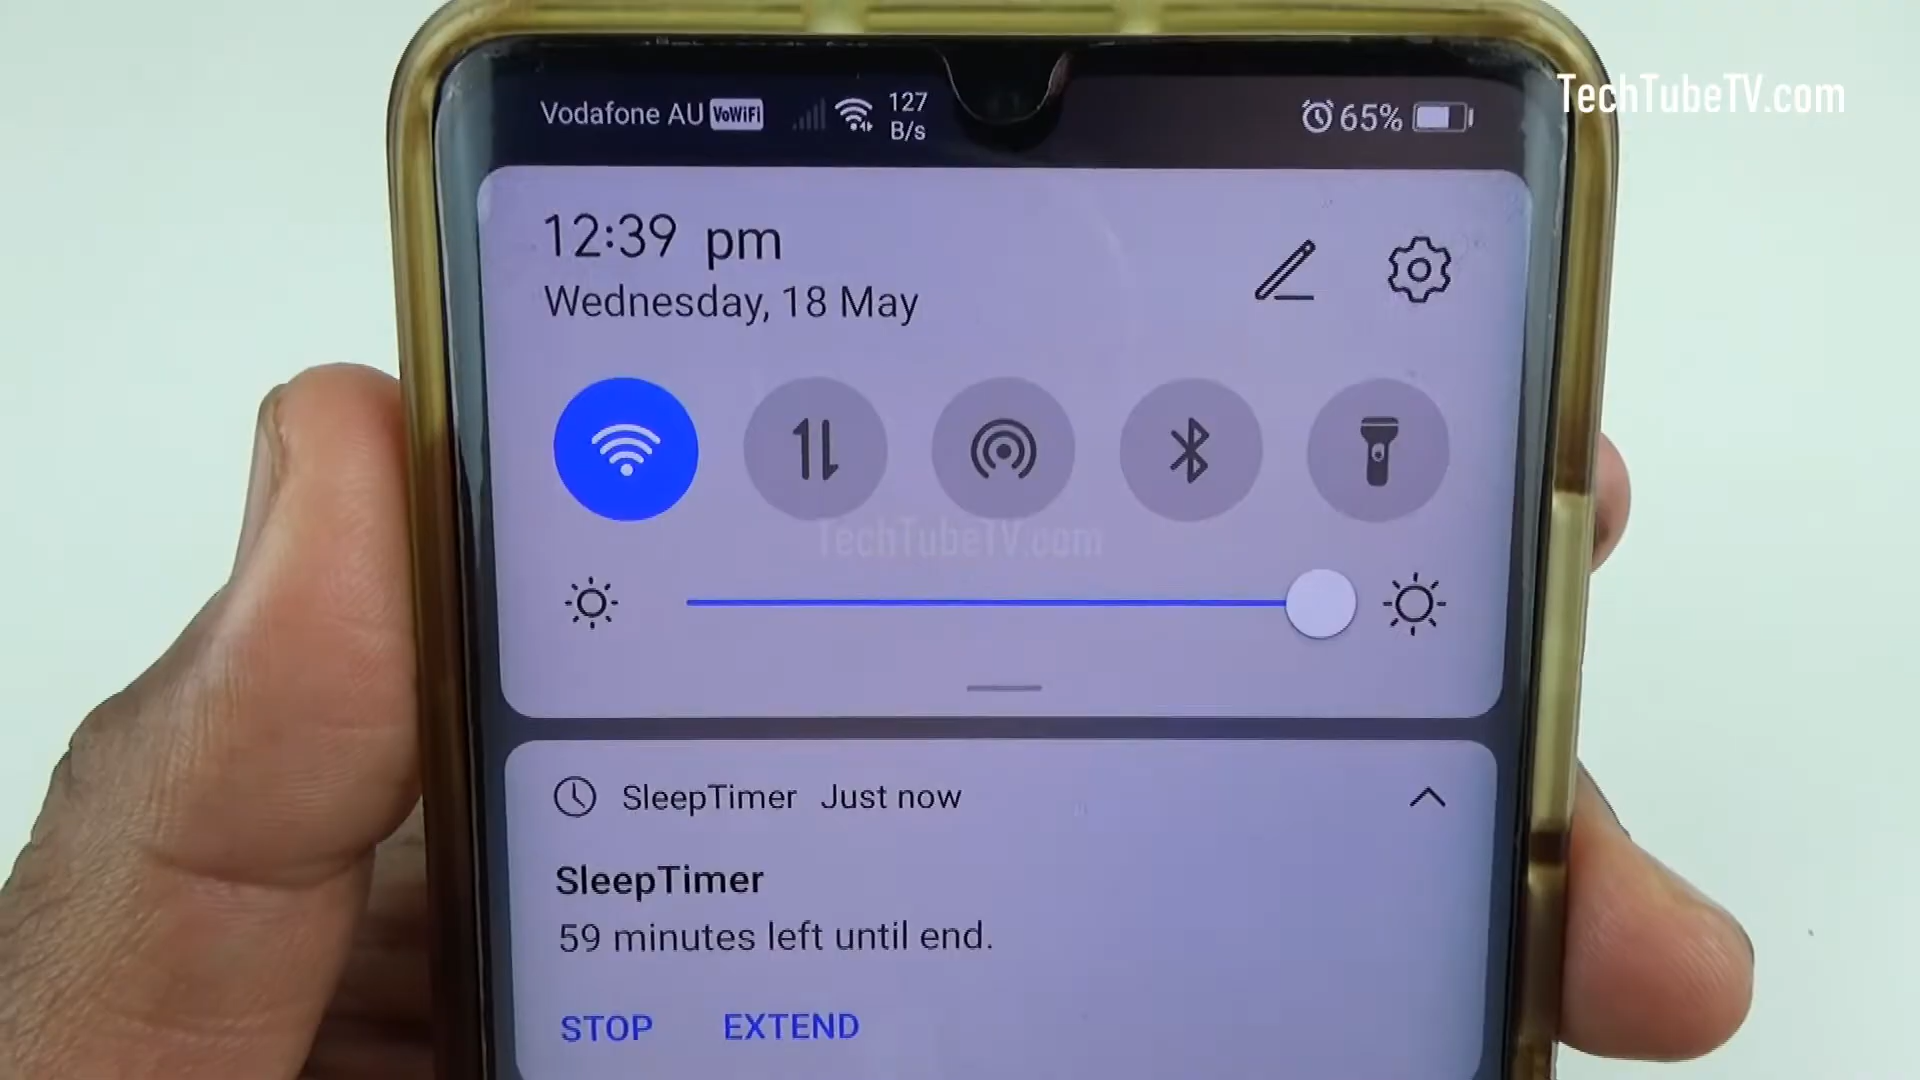 TechTubeTV.com
Vodafone AU VoWiFi 127 B/s 65%
12:39 pm
Wednesday, 18 May
TechTubeTV.com
SleepTimer Just now
SleepTimer
59 minutes left until end.
STOP EXTEND